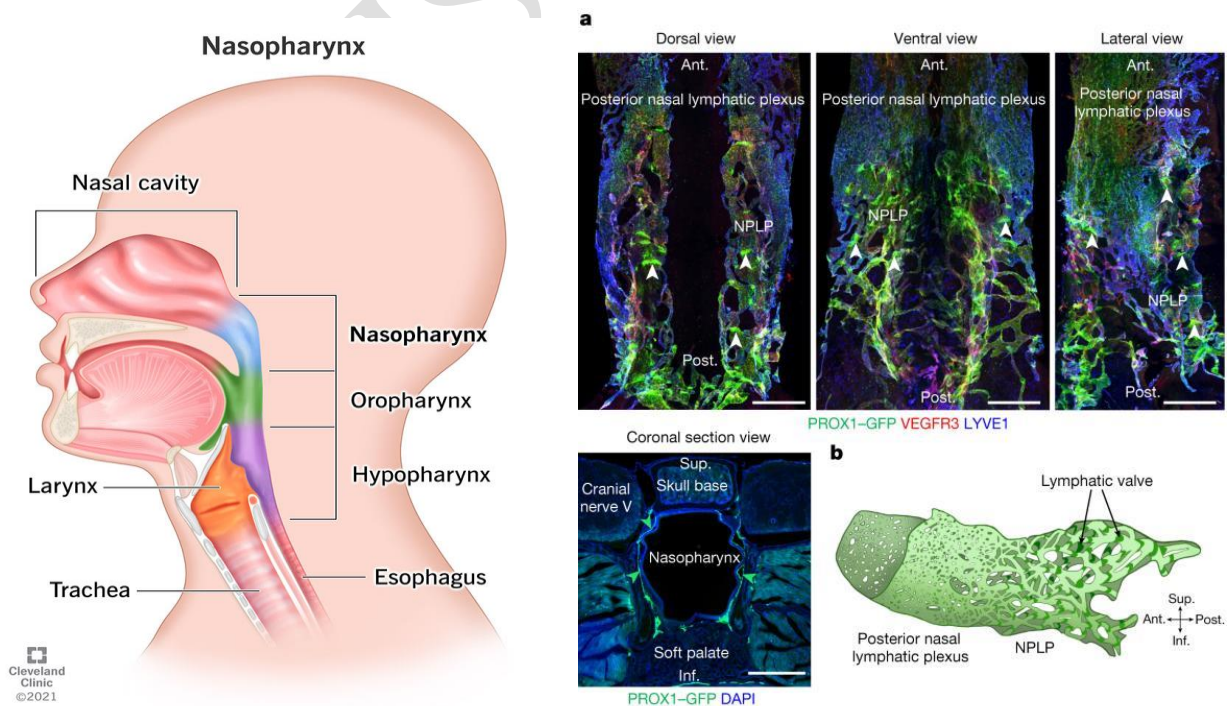 Nasopharynx
Nasal cavity
Nasopharynx
Oropharynx
Hypopharynx
Larynx
Esophagus
Trachea
Cleveland
Clinic
©2021
a
Dorsal view
Ant.
Posterior nasal lymphatic plexus
NPLP
Post.
Ventral view
Ant.
Posterior nasal lymphatic plexus
NPLP
Post.
Lateral view
Ant.
Posterior nasal
lymphatic plexus
NPLP
Post.
PROX1–GFP VEGFR3 LYVE1
Coronal section view
Sup.
Skull base
Cranial
nerve V
Nasopharynx
Soft palate
Inf.
PROX1–GFP DAPI
b
Lymphatic valve
Posterior nasal
lymphatic plexus
NPLP
Sup.
Ant.
Post.
Inf.